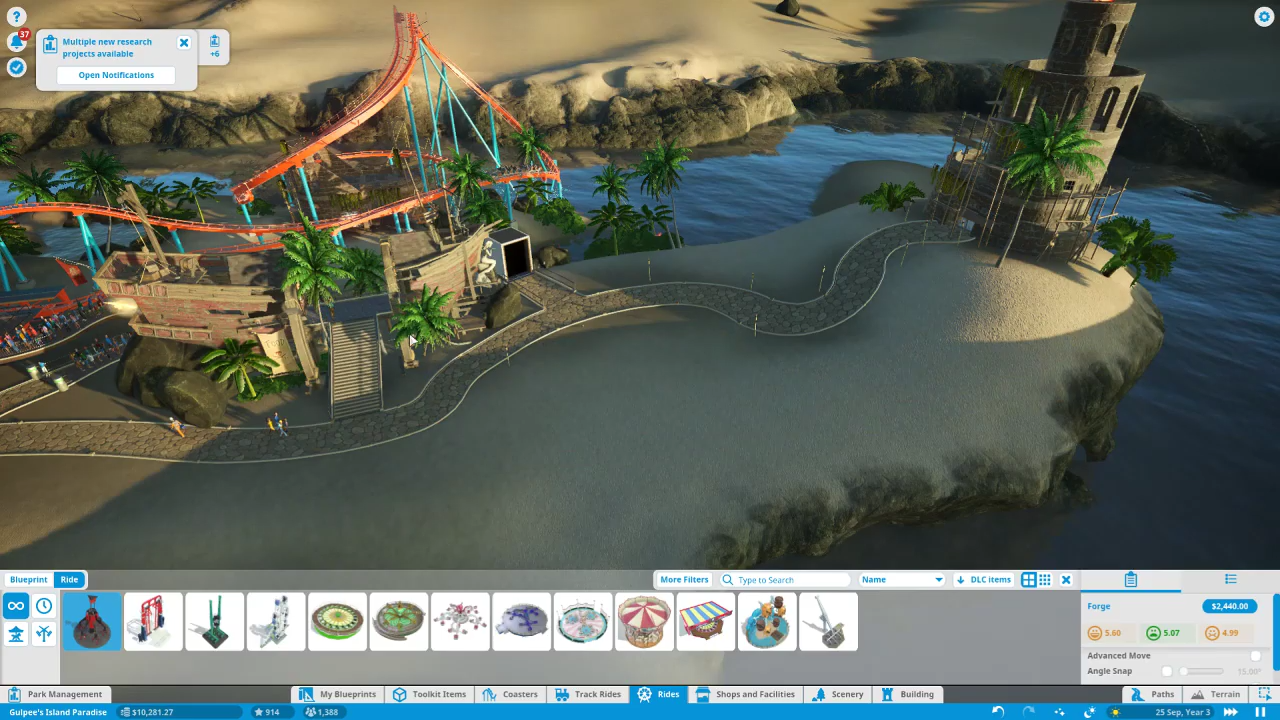 ?
37
Multiple new research
projects available
+6
Open Notifications
Blueprint
Ride
More Filters
Type to Search
Name
DLC items
Forge
$2,440.00
5.60
5.07
4.99
Advanced Move
Angle Snap
15.00°
Park Management
My Blueprints
Toolkit Items
Coasters
Track Rides
Rides
Shops and Facilities
Scenery
Building
Paths
Terrain
Gulpee's Island Paradise
$10,281.27
914
1,388
25 Sep, Year 3